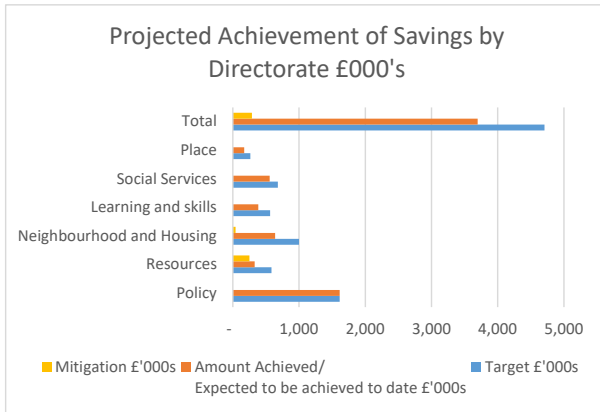 Projected Achievement of Savings by
Directorate £000's
Total
Place
Social Services
Learning and skills
Neighbourhood and Housing
Resources
Policy
- 1,000 2,000 3,000 4,000 5,000
Mitigation £'000s Amount Achieved/ Target £'000s
Expected to be achieved to date £'000s